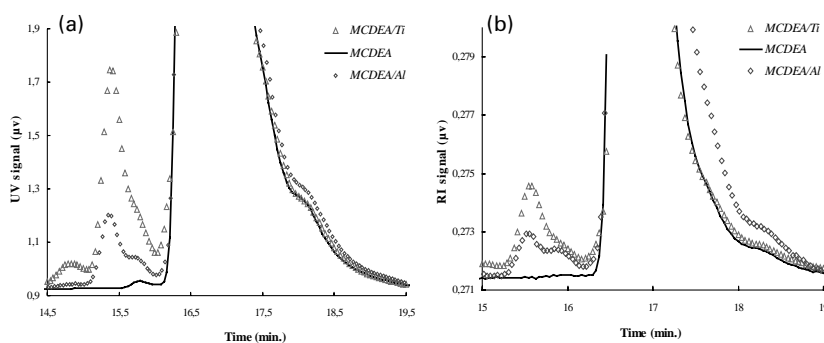 (a)
1,9
1,7
1,5
1,3
1,1
0,9
UV signal (µv)
14,5 15,5 16,5 17,5 18,5 19,5
Time (min.)
MCDEA/Ti
MCDEA
MCDEA/Al
(b)
0,279
0,277
0,275
0,273
0,271
RI signal (µv)
15 16 17 18 19
Time (min.)
MCDEA/Ti
MCDEA
MCDEA/Al